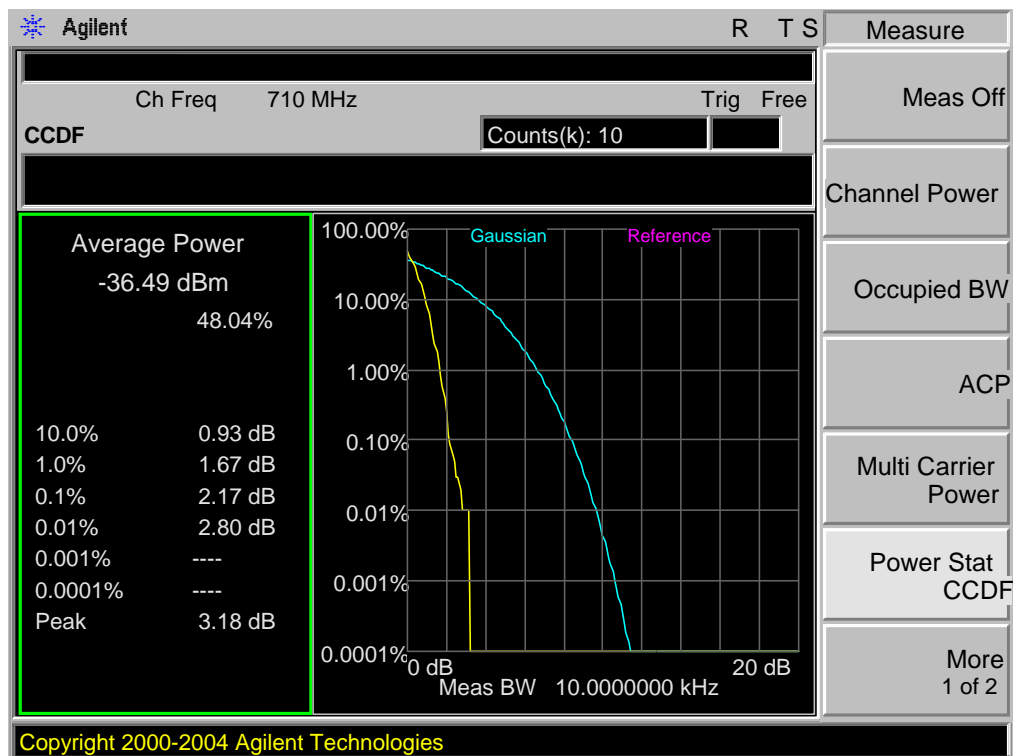 Agilent R T S Measure
Ch Freq 710 MHz Trig Free
CCDF Counts(k): 10
Meas Off
Channel Power
Occupied BW
ACP
Multi Carrier
Power
Power Stat
CCDF
More
1 of 2
Average Power
-36.49 dBm
48.04%
10.0% 0.93 dB
1.0% 1.67 dB
0.1% 2.17 dB
0.01% 2.80 dB
0.001% ----
0.0001% ----
Peak 3.18 dB
Gaussian Reference
100.00%
10.00%
1.00%
0.10%
0.01%
0.001%
0.0001%
0 dB 20 dB
Meas BW 10.0000000 kHz
Copyright 2000-2004 Agilent Technologies